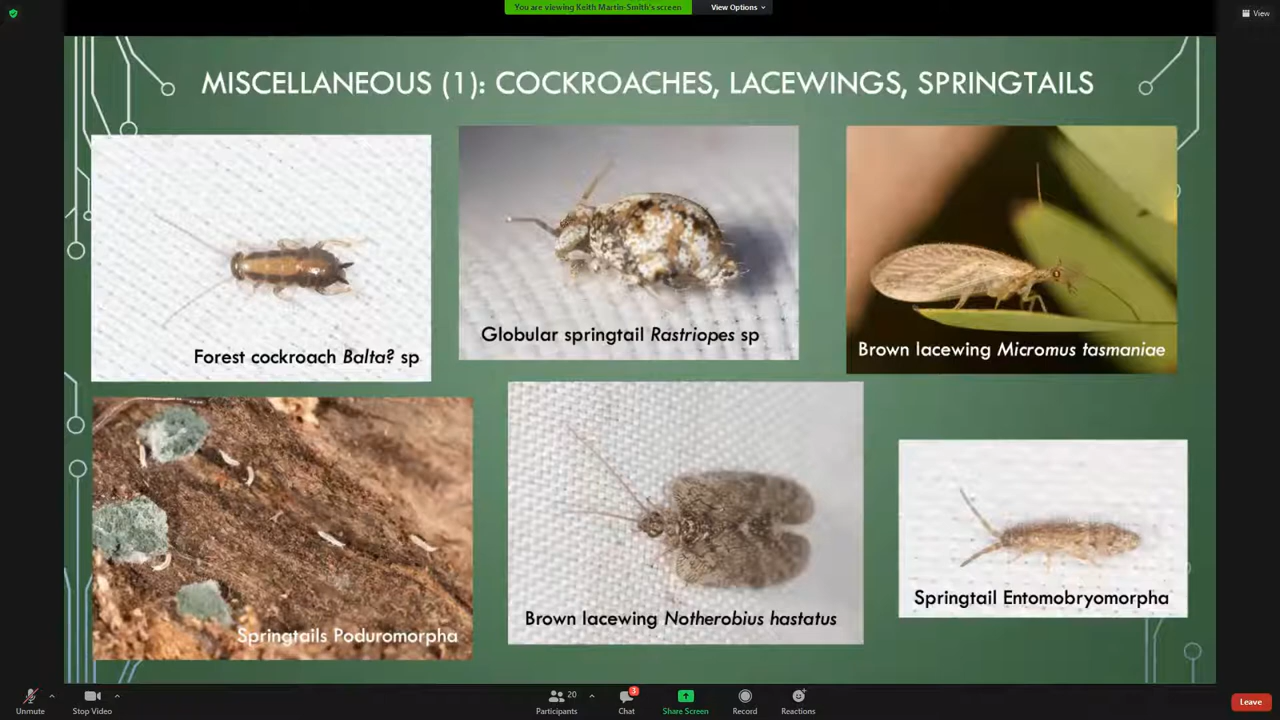 You are viewing Keith Martin-Smith's screen
View Options
View
MISCELLANEOUS (1): COCKROACHES, LACEWINGS, SPRINGTAILS
Forest cockroach Balta? sp
Globular springtail Rastriopes sp
Brown lacewing Micromus tasmaniae
Springtails Poduromorpha
Brown lacewing Notherobius hastatus
Springtail Entomobryomorpha
Unmute
Stop Video
20
Participants
3
Chat
Share Screen
Record
Reactions
Leave